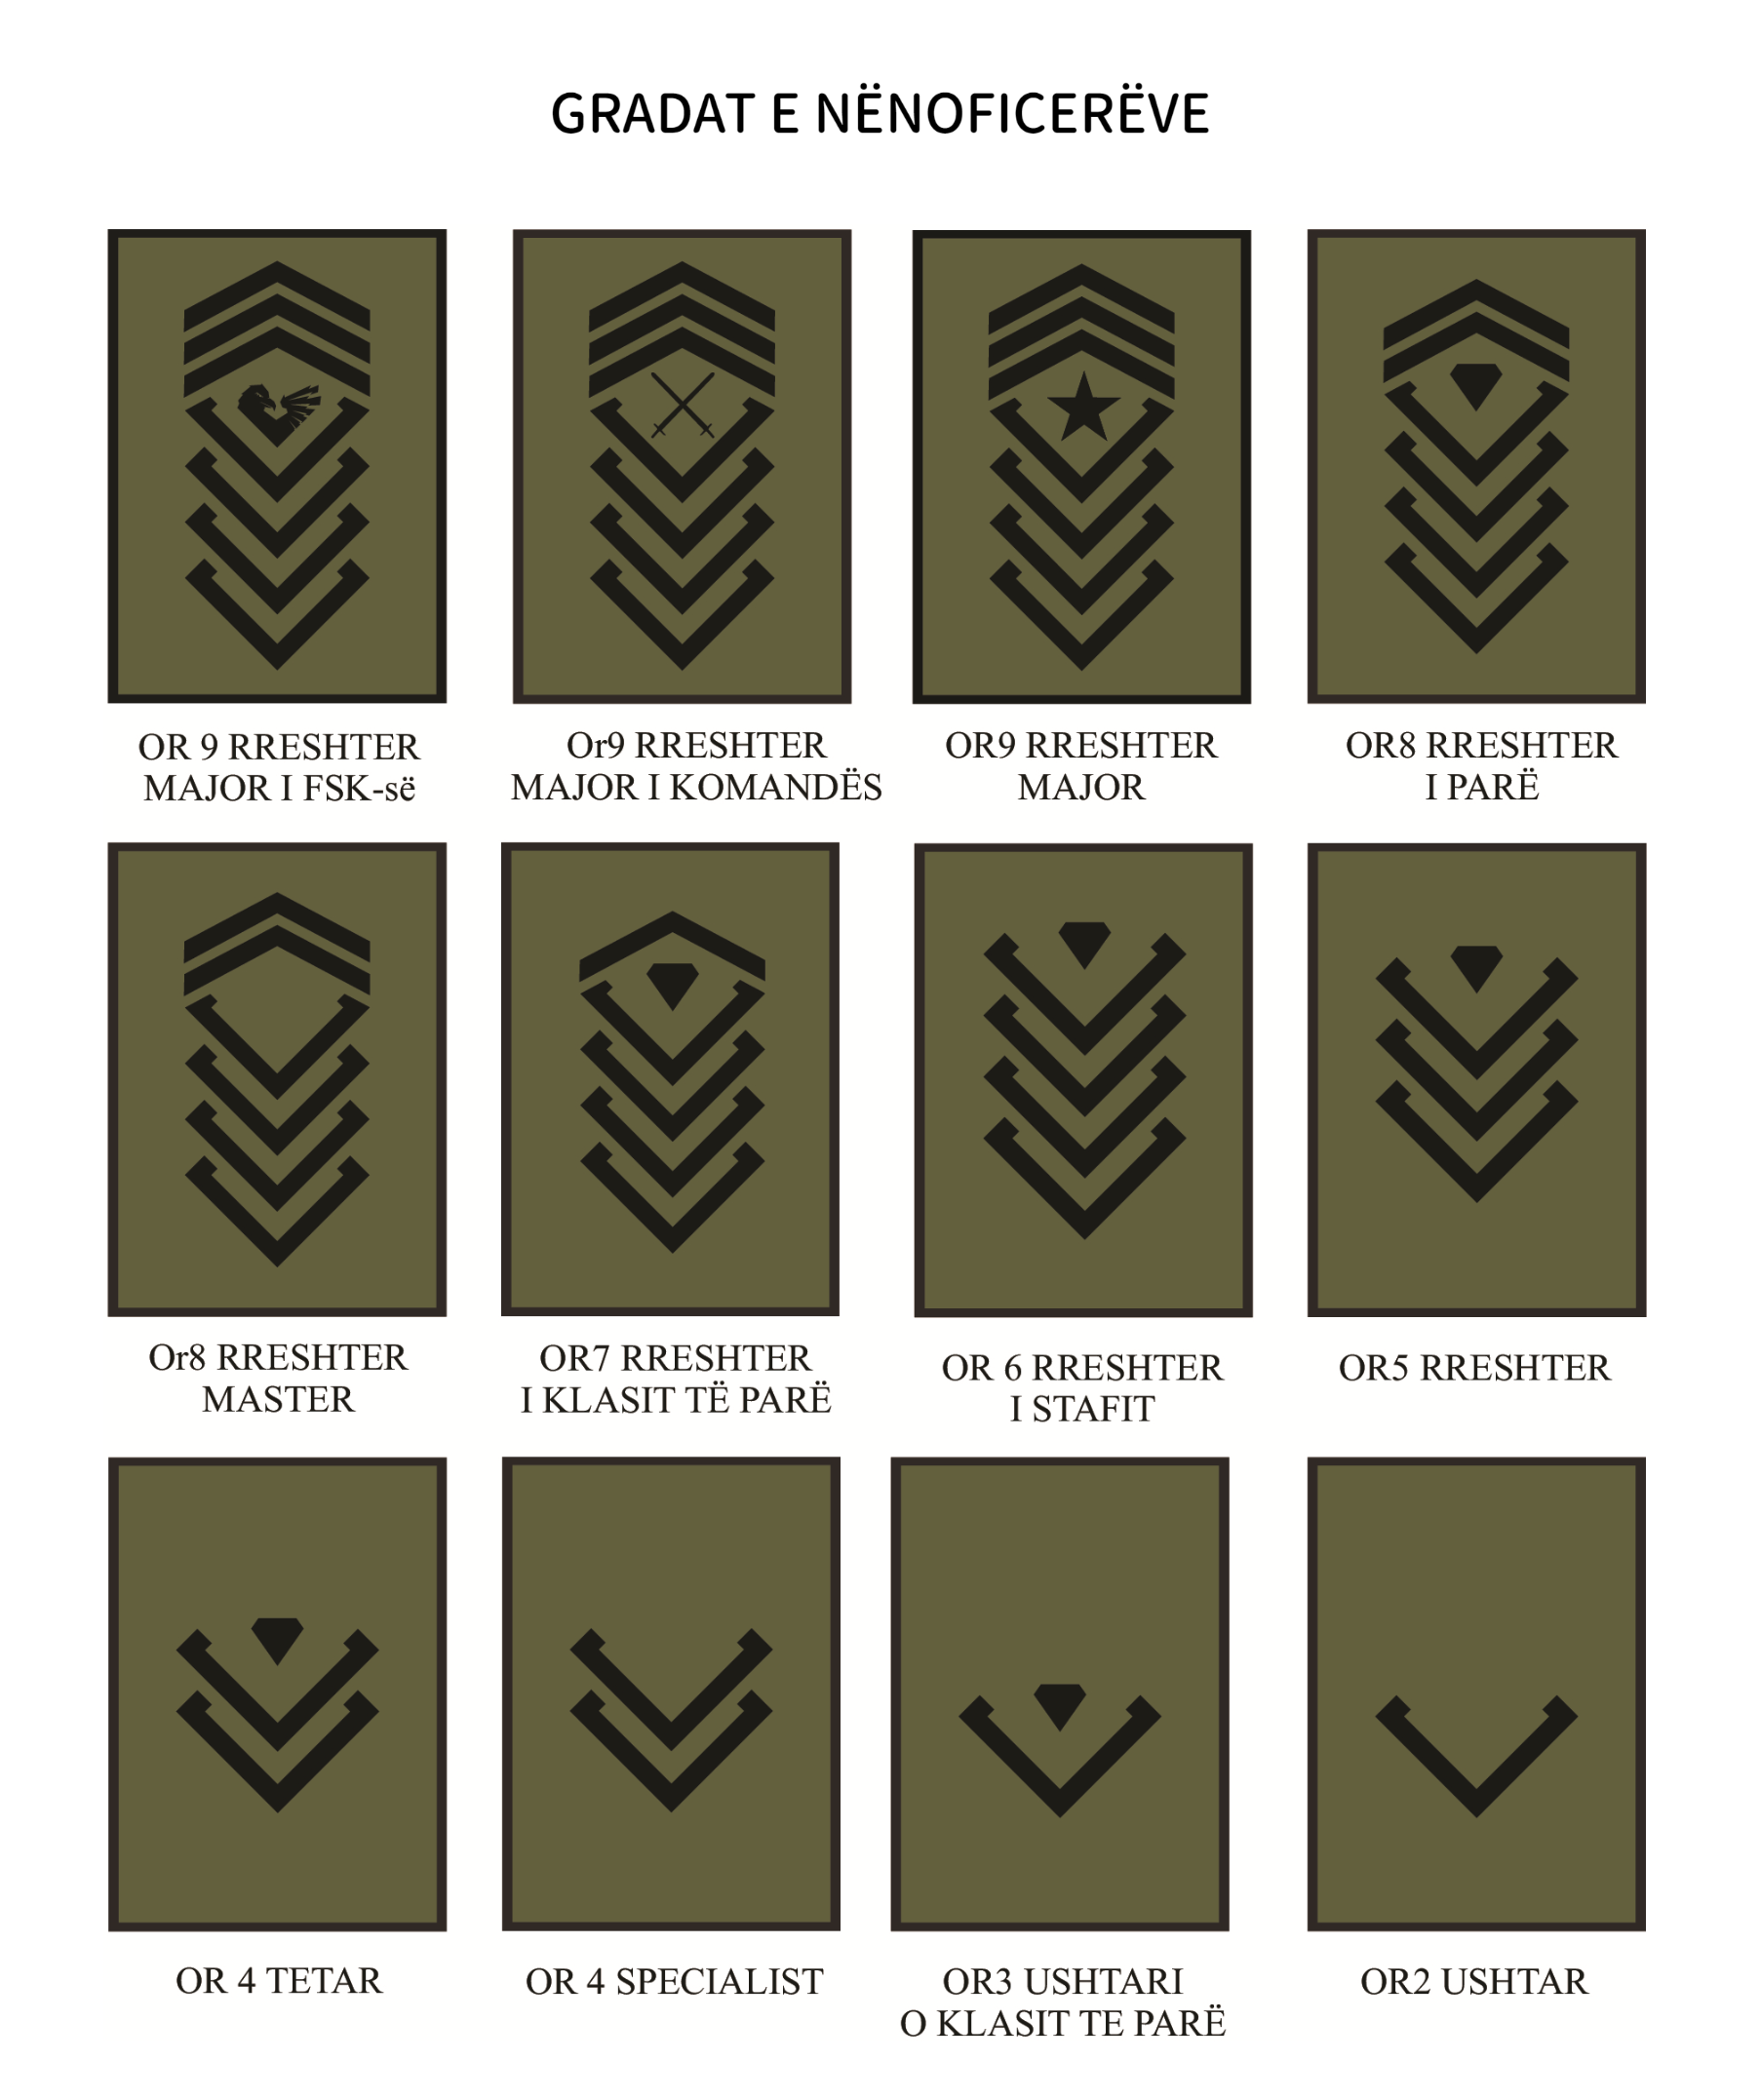 GRADAT E NËNOFICERËVE
OR 9 RRESHTER
MAJOR I FSK-së
Or9 RRESHTER
MAJOR I KOMANDËS
OR9 RRESHTER
MAJOR
OR8 RRESHTER
I PARË
Or8 RRESHTER
MASTER
OR7 RRESHTER
I KLASIT TË PARË
OR 6 RRESHTER
I STAFIT
OR5 RRESHTER
OR 4 TETAR
OR 4 SPECIALIST
OR3 USHTARI
O KLASIT TE PARË
OR2 USHTAR